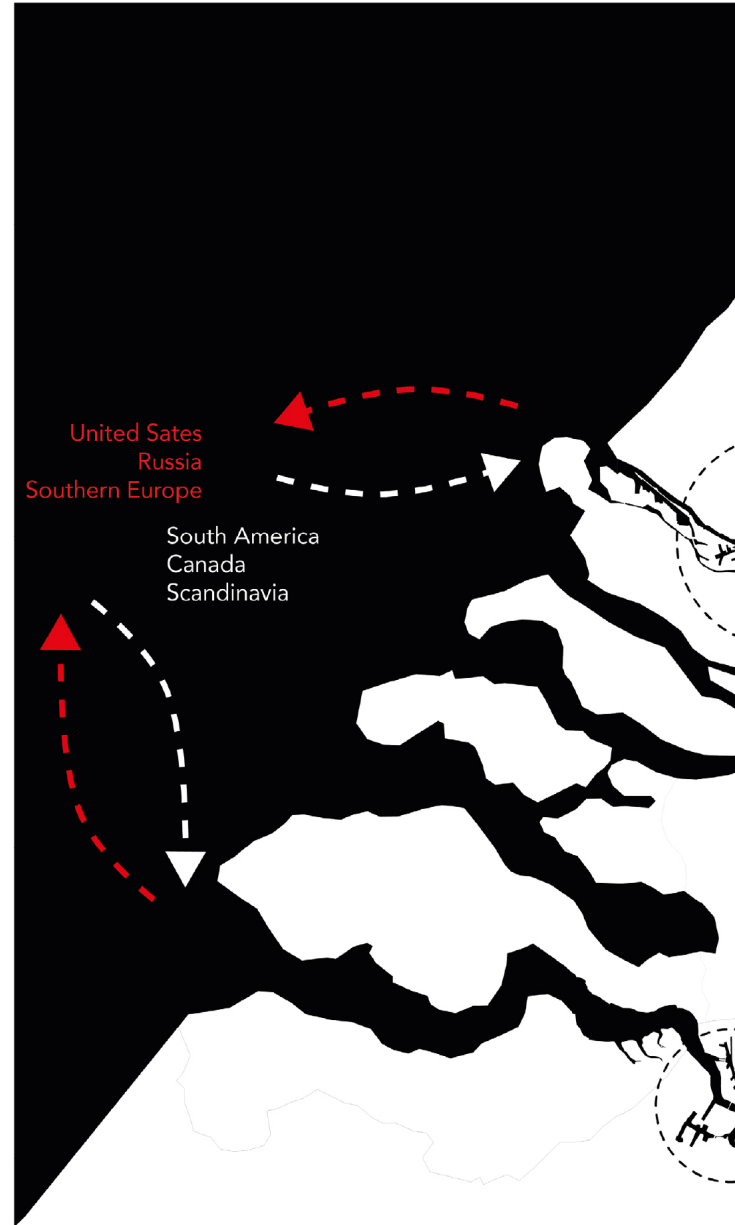 United Sates
Russia
Southern Europe
South America
Canada
Scandinavia